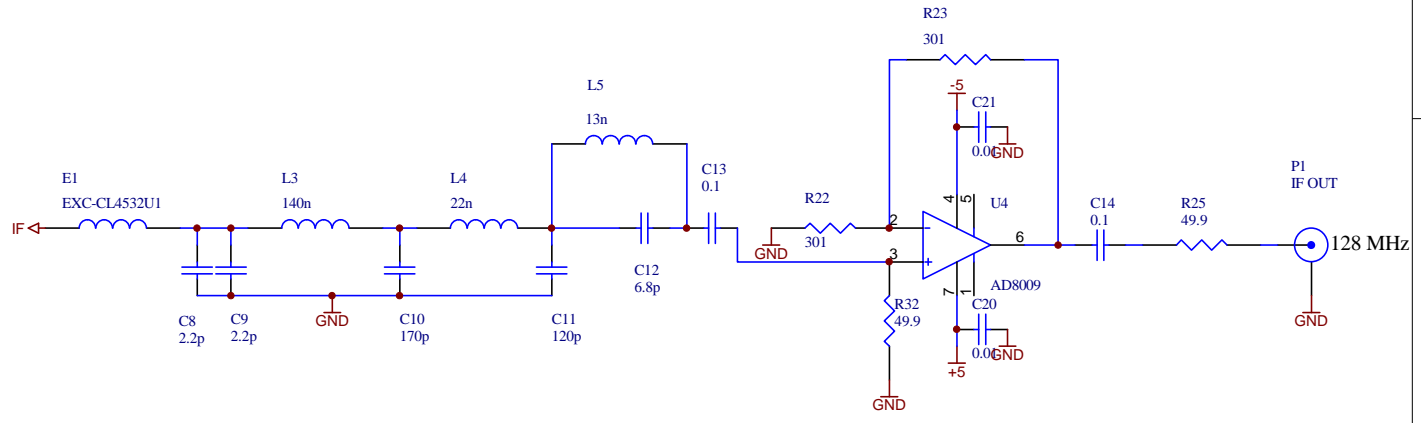 R23
301
L5
13n
-5
C21
0.01
GND
E1
EXC-CL4532U1
L3
140n
L4
22n
C13
0.1
R22
301
GND
4
5
U4
2
3
6
7
1
AD8009
C14
0.1
R25
49.9
P1
IF OUT
128 MHz
GND
IF
C8
2.2p
C9
2.2p
GND
C10
170p
C11
120p
C12
6.8p
R32
49.9
GND
C20
0.01
GND
+5